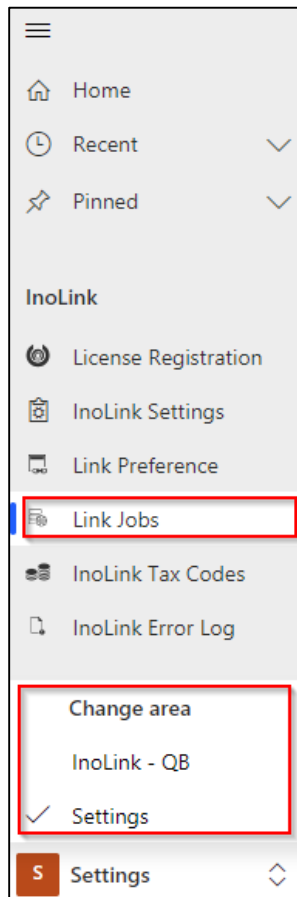 Home
Recent
Pinned
InoLink
License Registration
InoLink Settings
Link Preference
Link Jobs
InoLink Tax Codes
InoLink Error Log
Change area
InoLink - QB
Settings
S Settings